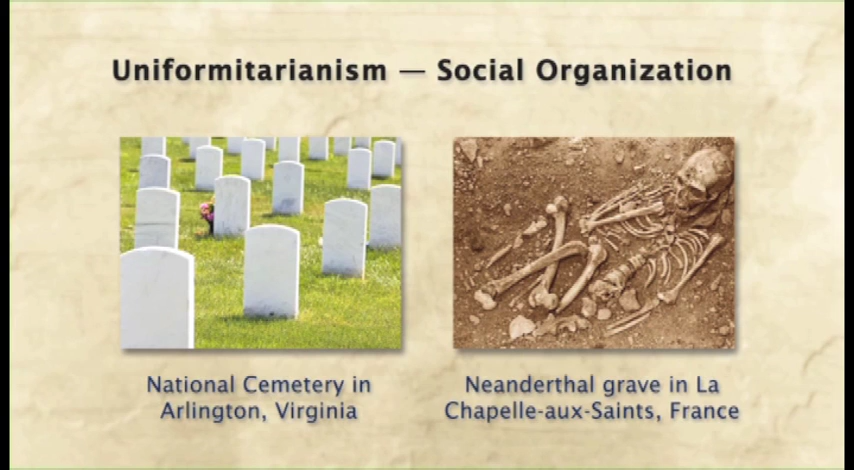 Uniformitarianism — Social Organization
National Cemetery in
Arlington, Virginia
Neanderthal grave in La
Chapelle-aux-Saints, France